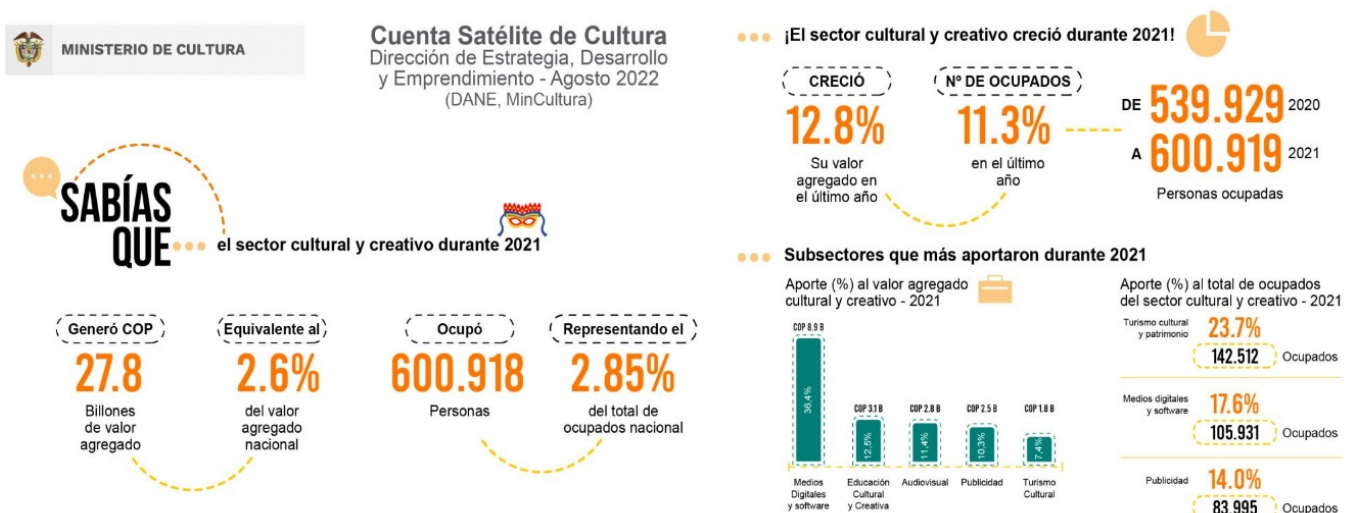 MINISTERIO DE CULTURA
Cuenta Satélite de Cultura
Dirección de Estrategia, Desarrollo
y Emprendimiento - Agosto 2022
(DANE, MinCultura)
SABÍAS
QUE
el sector cultural y creativo durante 2021
Generó COP
27.8
Billones
de valor
agregado
Equivalente al
2.6%
del valor
agregado
nacional
Ocupó
600.918
Personas
Representando el
2.85%
del total de
ocupados nacional
¡El sector cultural y creativo creció durante 2021!
CRECIÓ
12.8%
Su valor
agregado en
el último año
Nº DE OCUPADOS
11.3%
en el último
año
DE 539.929 2020
A 600.919 2021
Personas ocupadas
Subsectores que más aportaron durante 2021
Aporte (%) al valor agregado
cultural y creativo - 2021
COP 8.9 B
36,4%
Medios
Digitales
y software
COP 3.1 B
12,5%
Educación
Cultural
y Creativa
COP 2.8 B
11,4%
Audiovisual
COP 2.5 B
10,3%
Publicidad
COP 1.8 B
7,4%
Turismo
Cultural
Aporte (%) al total de ocupados
del sector cultural y creativo - 2021
Turismo cultural
y patrimonio
23.7%
142.512 Ocupados
Medios digitales
y software
17.6%
105.931 Ocupados
Publicidad
14.0%
83.995 Ocupados